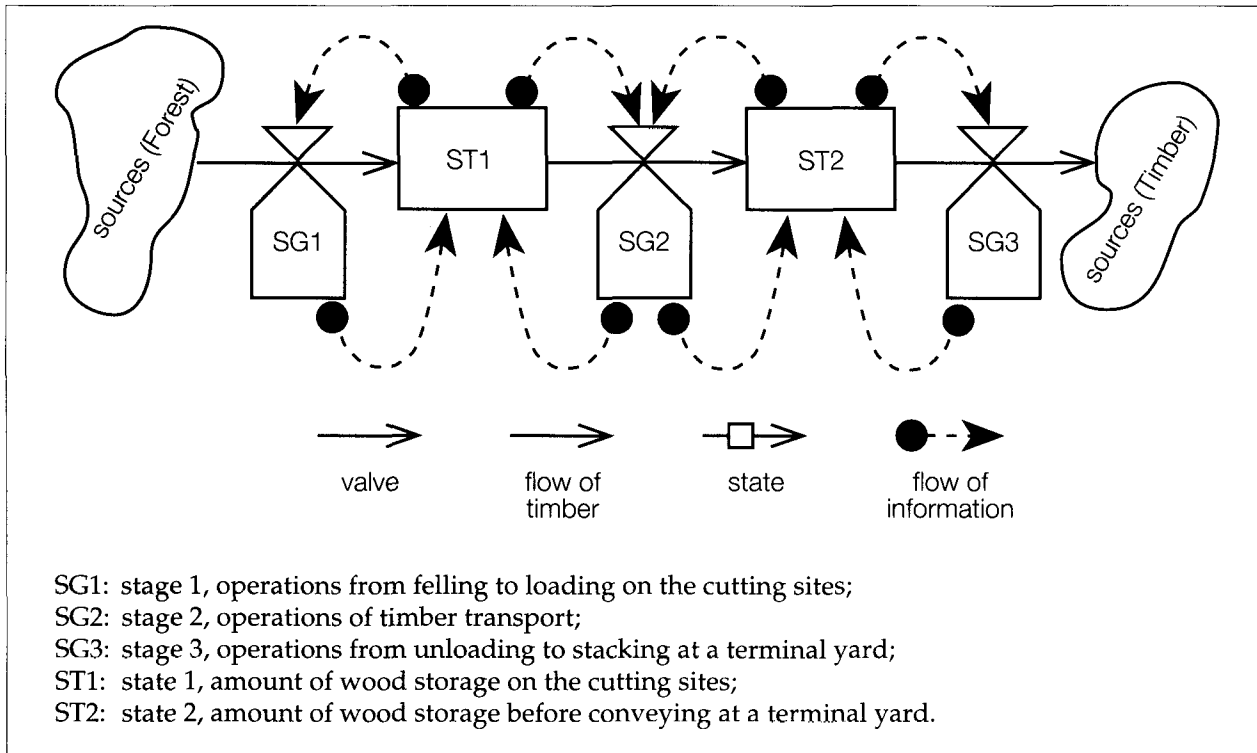 sources (Forest)
ST1
ST2
sources (Timber)
SG1
SG2
SG3
valve
flow of
timber
state
flow of
information
SG1: stage 1, operations from felling to loading on the cutting sites;
SG2: stage 2, operations of timber transport;
SG3: stage 3, operations from unloading to stacking at a terminal yard;
ST1: state 1, amount of wood storage on the cutting sites;
ST2: state 2, amount of wood storage before conveying at a terminal yard.